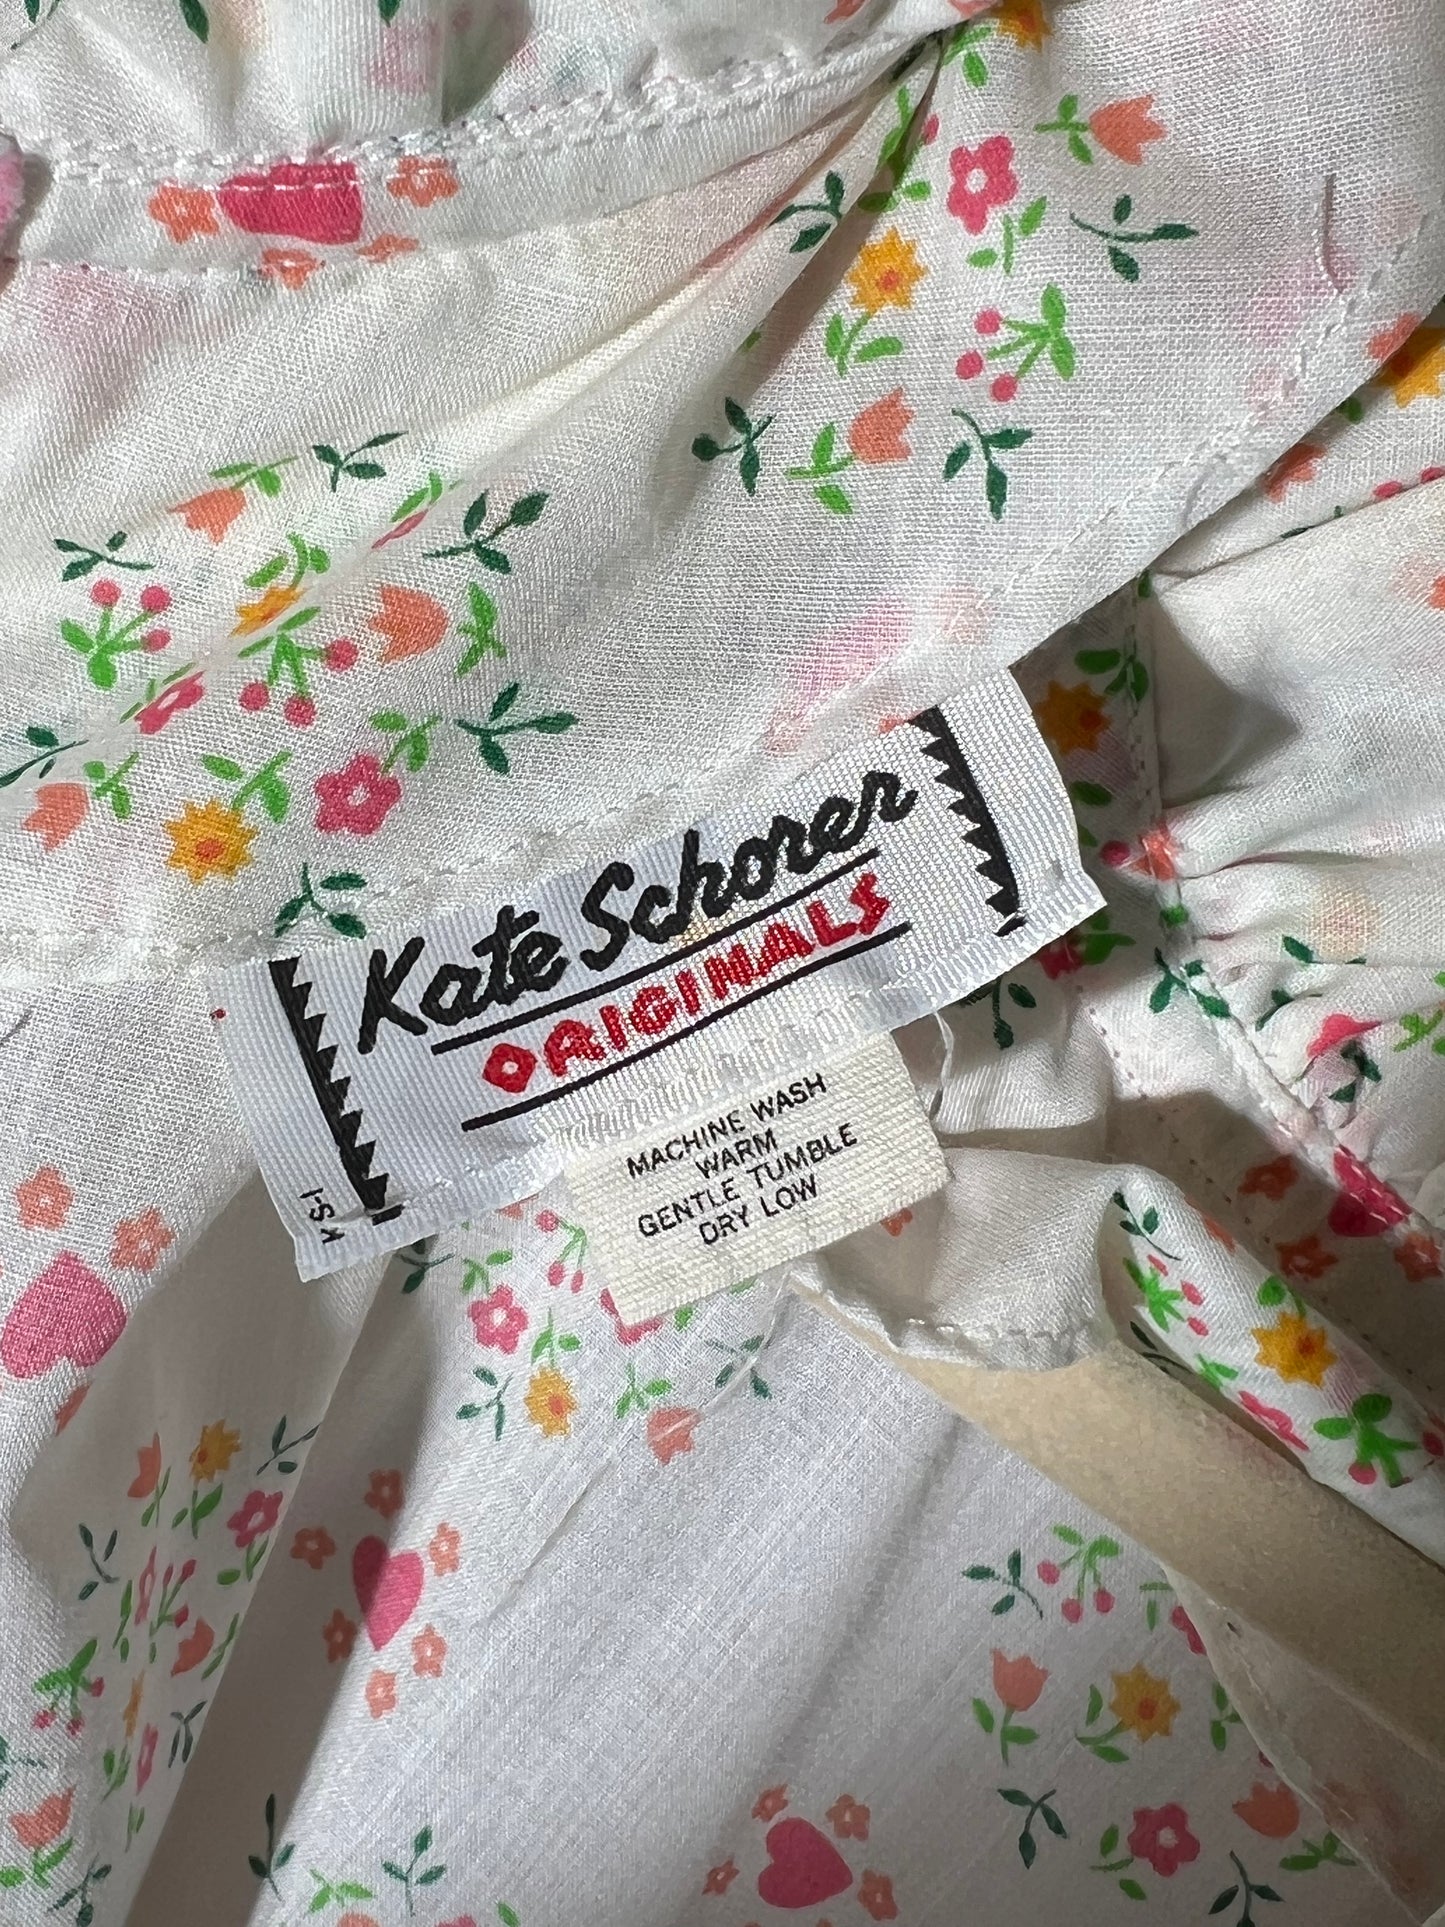 Kate Schorer
ORIGINALS
MACHINE WASH
WARM
GENTLE TUMBLE
DRY LOW